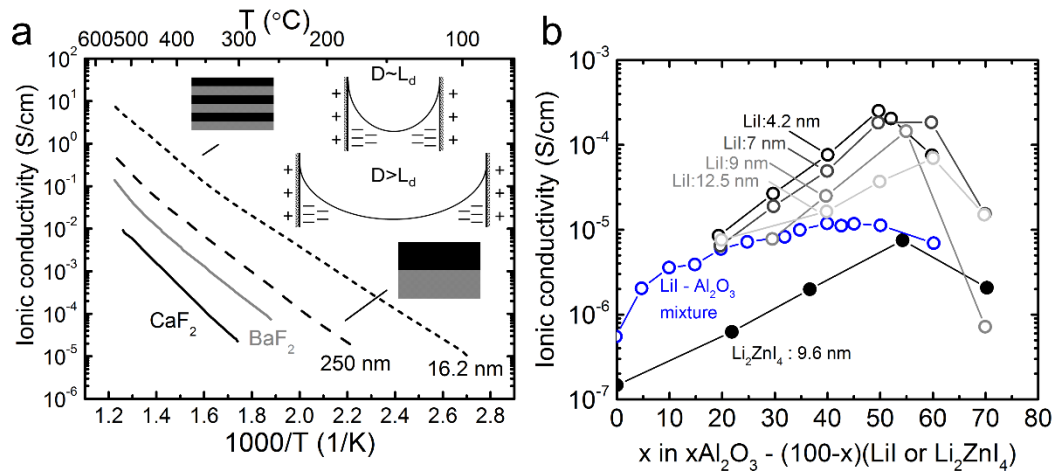 a
T (°C)
600 500 400 300 200 100
Ionic conductivity (S/cm)
10²
10¹
10⁰
10⁻¹
10⁻²
10⁻³
10⁻⁴
10⁻⁵
10⁻⁶
D~L_d
+ +
+ +
+ +
D>L_d
+ +
+ +
+ +
CaF₂
BaF₂
250 nm
16.2 nm
1.2 1.4 1.6 1.8 2.0 2.2 2.4 2.6 2.8
1000/T (1/K)
b
Ionic conductivity (S/cm)
10⁻³
10⁻⁴
10⁻⁵
10⁻⁶
10⁻⁷
LiI:4.2 nm
LiI:7 nm
LiI:9 nm
LiI:12.5 nm
LiI - Al₂O₃
mixture
Li₂ZnI₄ : 9.6 nm
0 10 20 30 40 50 60 70 80
x in xAl₂O₃ - (100-x)(LiI or Li₂ZnI₄)